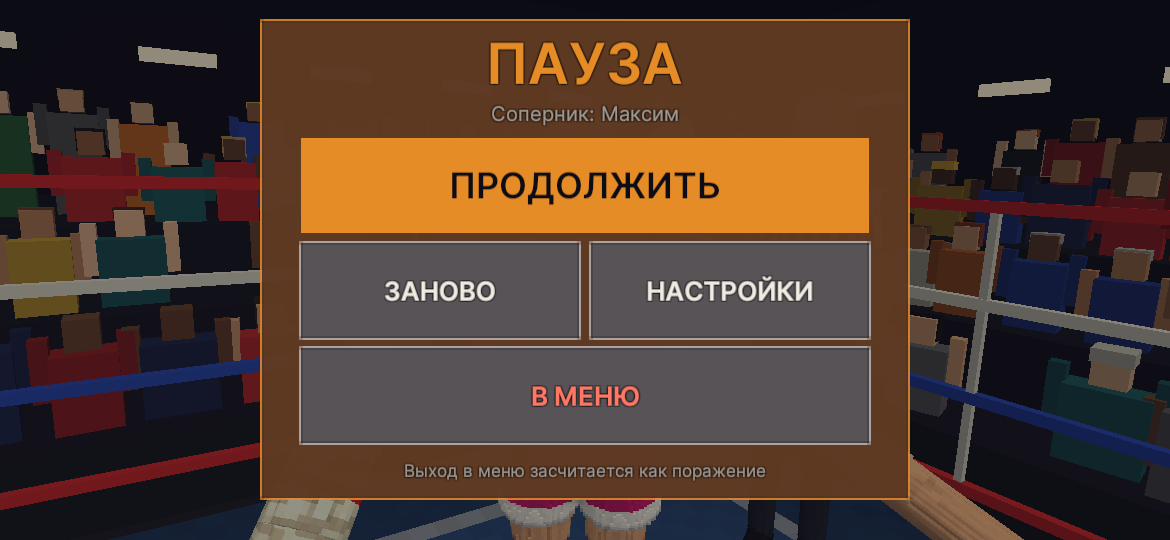 ПАУЗА
Соперник: Максим
ПРОДОЛЖИТЬ
ЗАНОВО
НАСТРОЙКИ
В МЕНЮ
Выход в меню засчитается как поражение